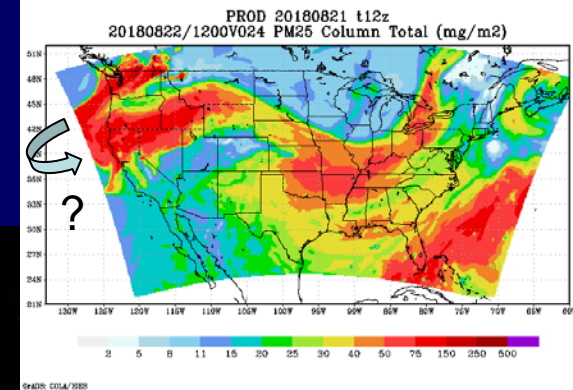 PROD 20180821 t12z
20180822/1200V024 PM25 Column Total (mg/m2)
51N
48N
45N
42N
36N
33N
30N
27N
24N
21N
?
130W 125W 120W 115W 110W 105W 100W 95W 90W 85W 80W 75W 70W 65W 60
2 5 8 11 15 20 25 30 40 50 75 150 250 500
GrADS: COLA/IGES